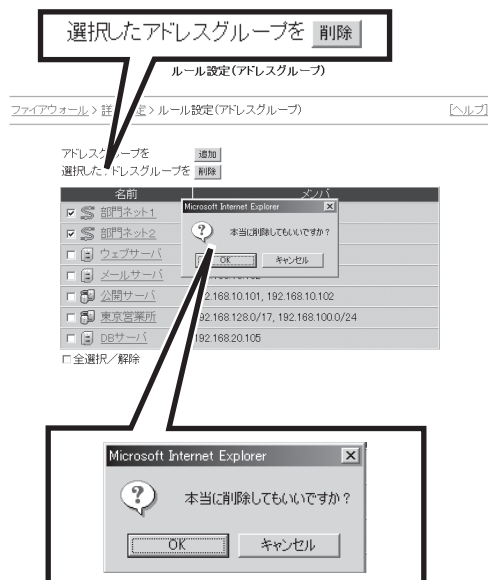 選択したアドレスグループを 削除
ルール設定(アドレスグループ)
ファイアウォール > 詳 定 > ルール設定(アドレスグループ) [ヘルプ]
アドレスグループを 追加
選択した ドレスグループを 削除
名前 メンバ
部門ネット1
部門ネット2
ウェブサーバ
メールサーバ
公開サーバ 92.168.10.101, 192.168.10.102
東京営業所 92.168.128.0/17, 192.168.100.0/24
DBサーバ 192.168.20.105
全選択/解除
Microsoft Internet Explorer
本当に削除してもいいですか?
OK キャンセル
Microsoft Internet Explorer
本当に削除してもいいですか?
OK キャンセル